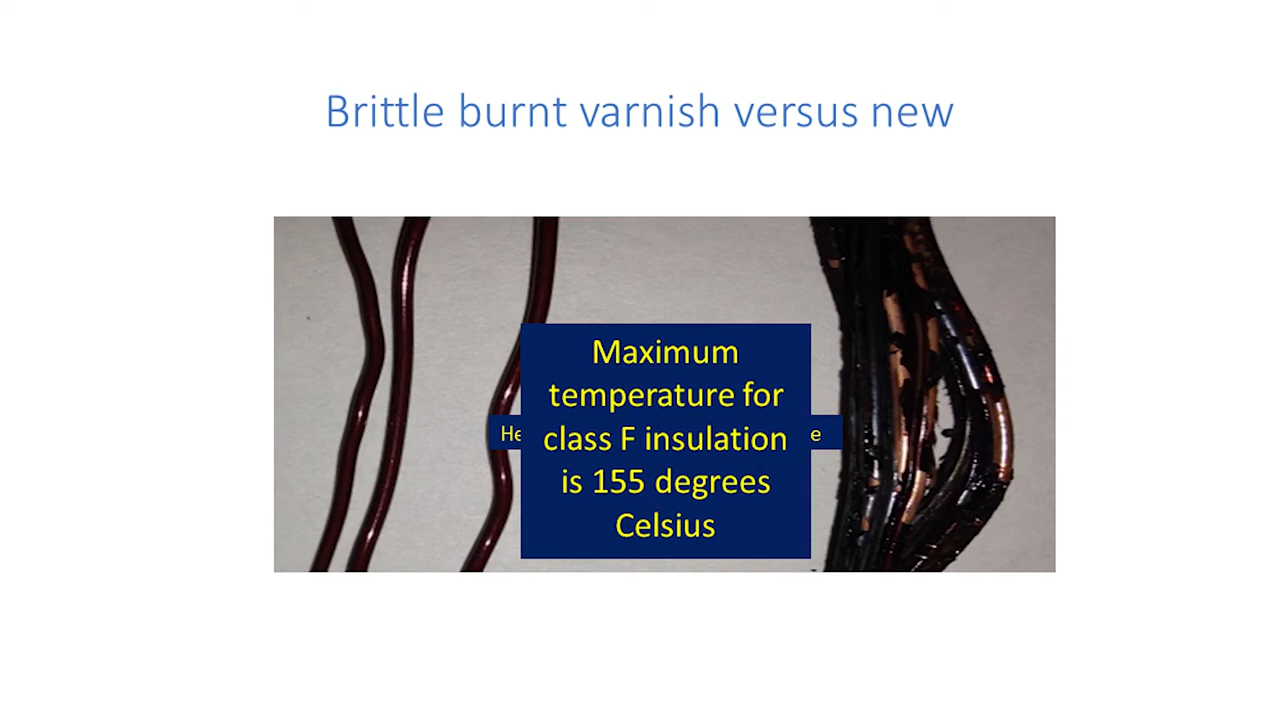 Brittle burnt varnish versus new
Maximum
temperature for
class F insulation
is 155 degrees
Celsius